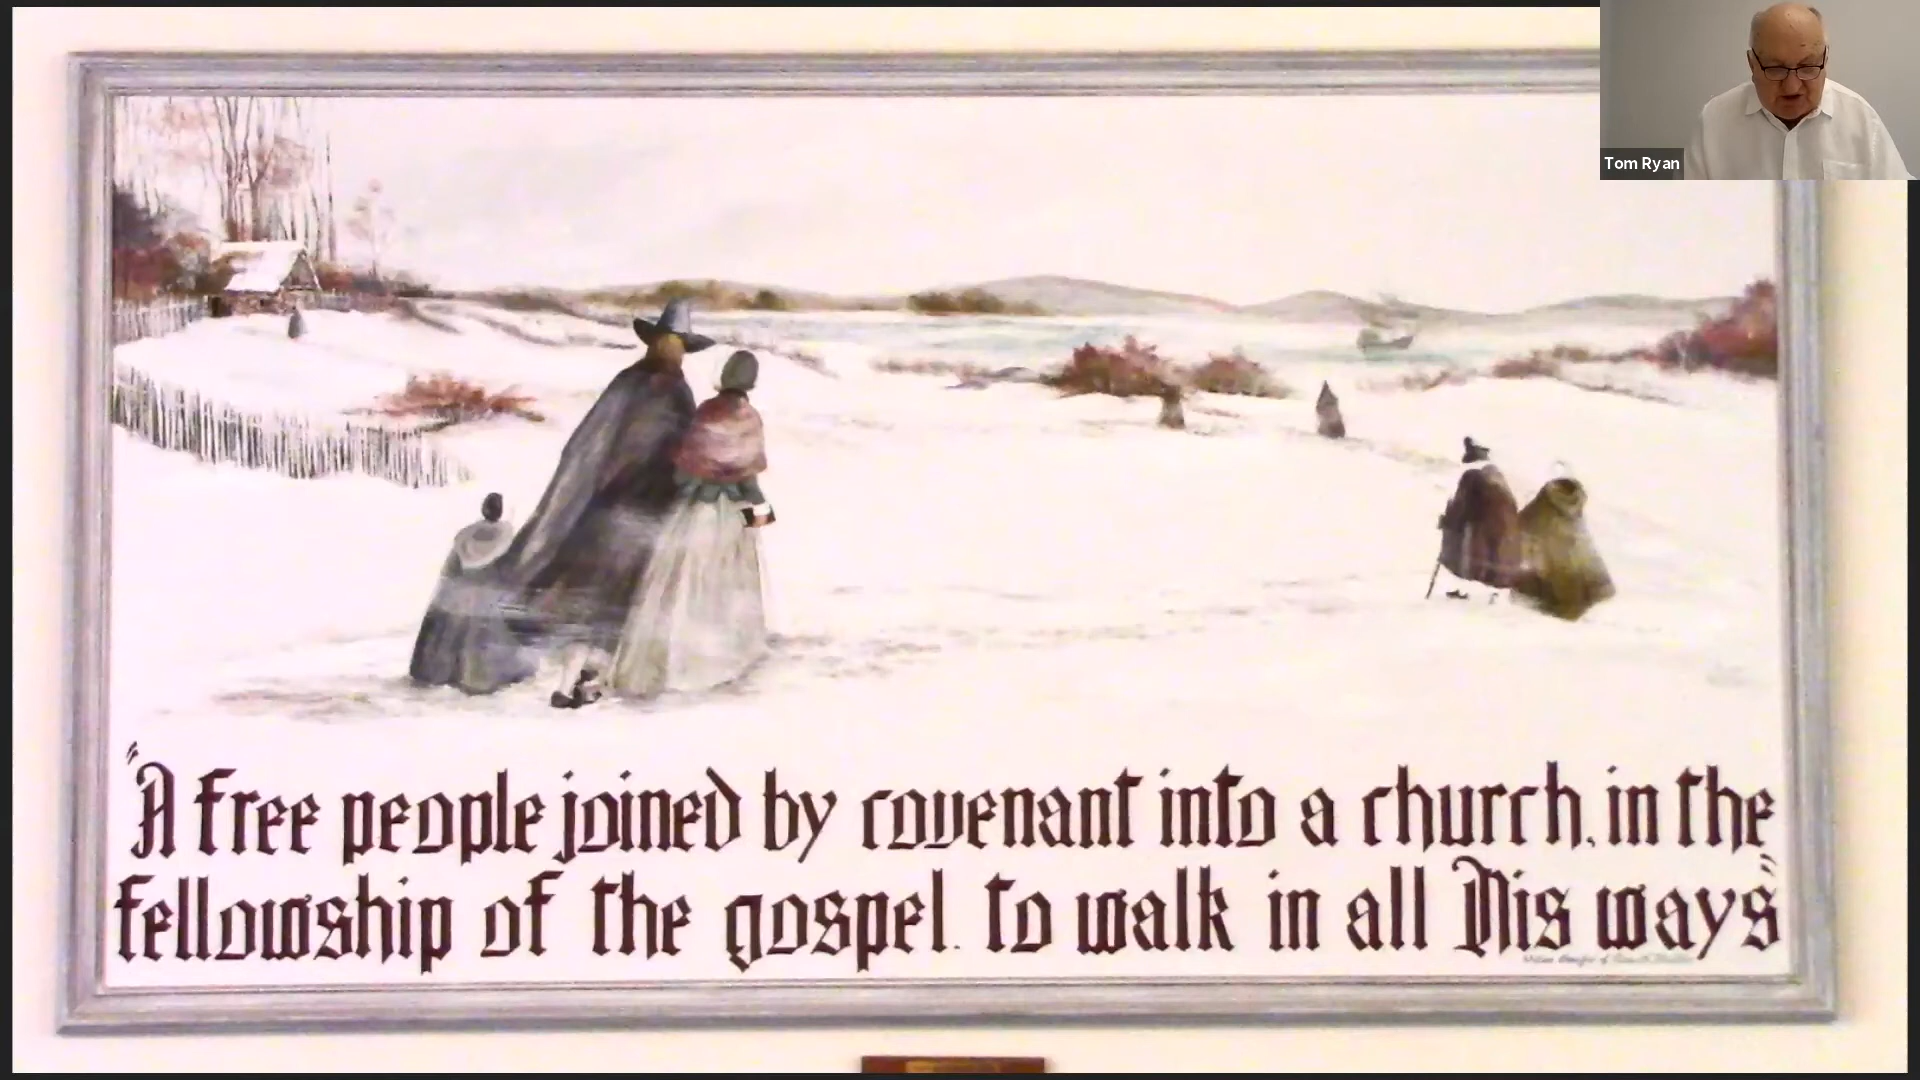 Tom Ryan
"A free people joined by covenant into a church, in the
fellowship of the gospel. to walk in all His ways"